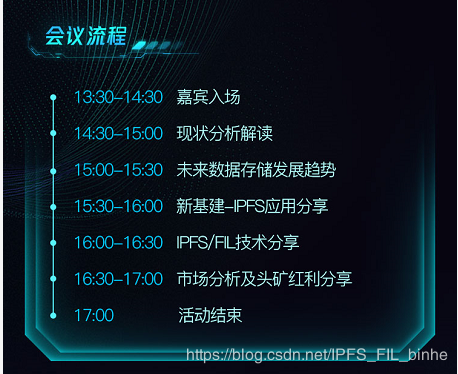 会议流程
13:30-14:30 嘉宾入场
14:30-15:00 现状分析解读
15:00-15:30 未来数据存储发展趋势
15:30-16:00 新基建-IPFS应用分享
16:00-16:30 IPFS/FIL技术分享
16:30-17:00 市场分析及头矿红利分享
17:00 活动结束
https://blog.csdn.net/IPFS_FIL_binhe